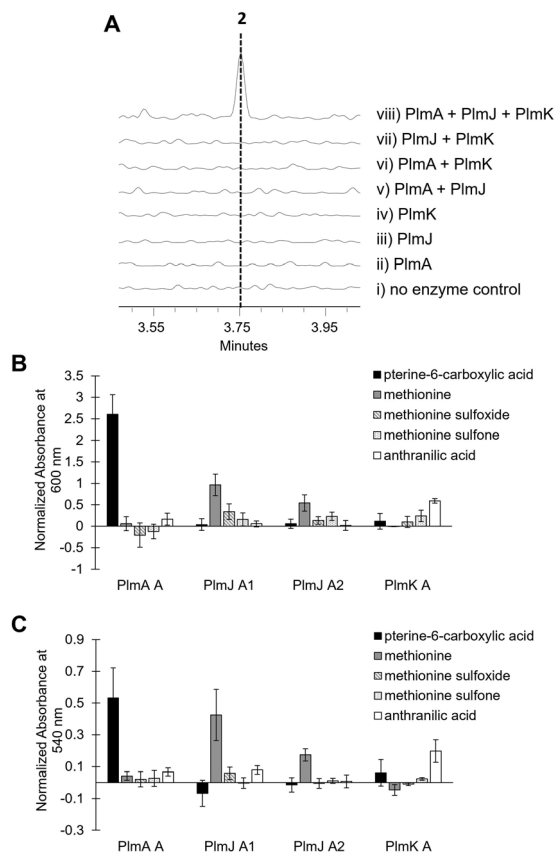 A
2
viii) PlmA + PlmJ + PlmK
vii) PlmJ + PlmK
vi) PlmA + PlmK
v) PlmA + PlmJ
iv) PlmK
iii) PlmJ
ii) PlmA
i) no enzyme control
3.55 3.75 3.95
Minutes
B
Normalized Absorbance at
600 nm
3.5
3
2.5
2
1.5
1
0.5
0
-0.5
-1
pterine-6-carboxylic acid
methionine
methionine sulfoxide
methionine sulfone
anthranilic acid
PlmA A PlmJ A1 PlmJ A2 PlmK A
C
Normalized Absorbance at
540 nm
0.9
0.7
0.5
0.3
0.1
-0.1
-0.3
pterine-6-carboxylic acid
methionine
methionine sulfoxide
methionine sulfone
anthranilic acid
PlmA A PlmJ A1 PlmJ A2 PlmK A